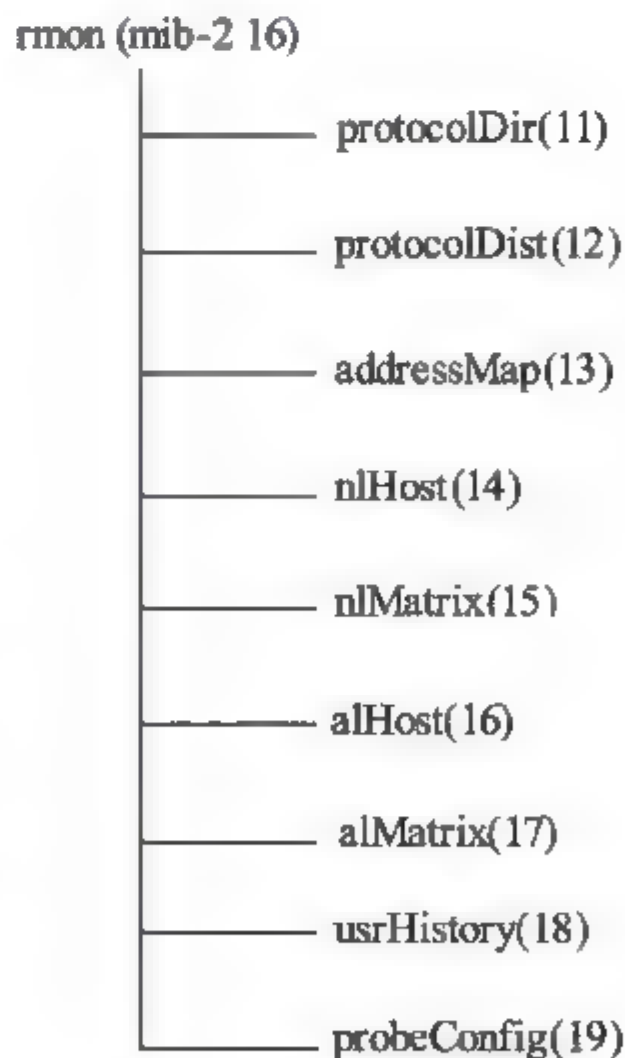 rmon (mib-2 16)
protocolDir(11)
protocolDist(12)
addressMap(13)
nlHost(14)
nlMatrix(15)
alHost(16)
alMatrix(17)
usrHistory(18)
probeConfig(19)